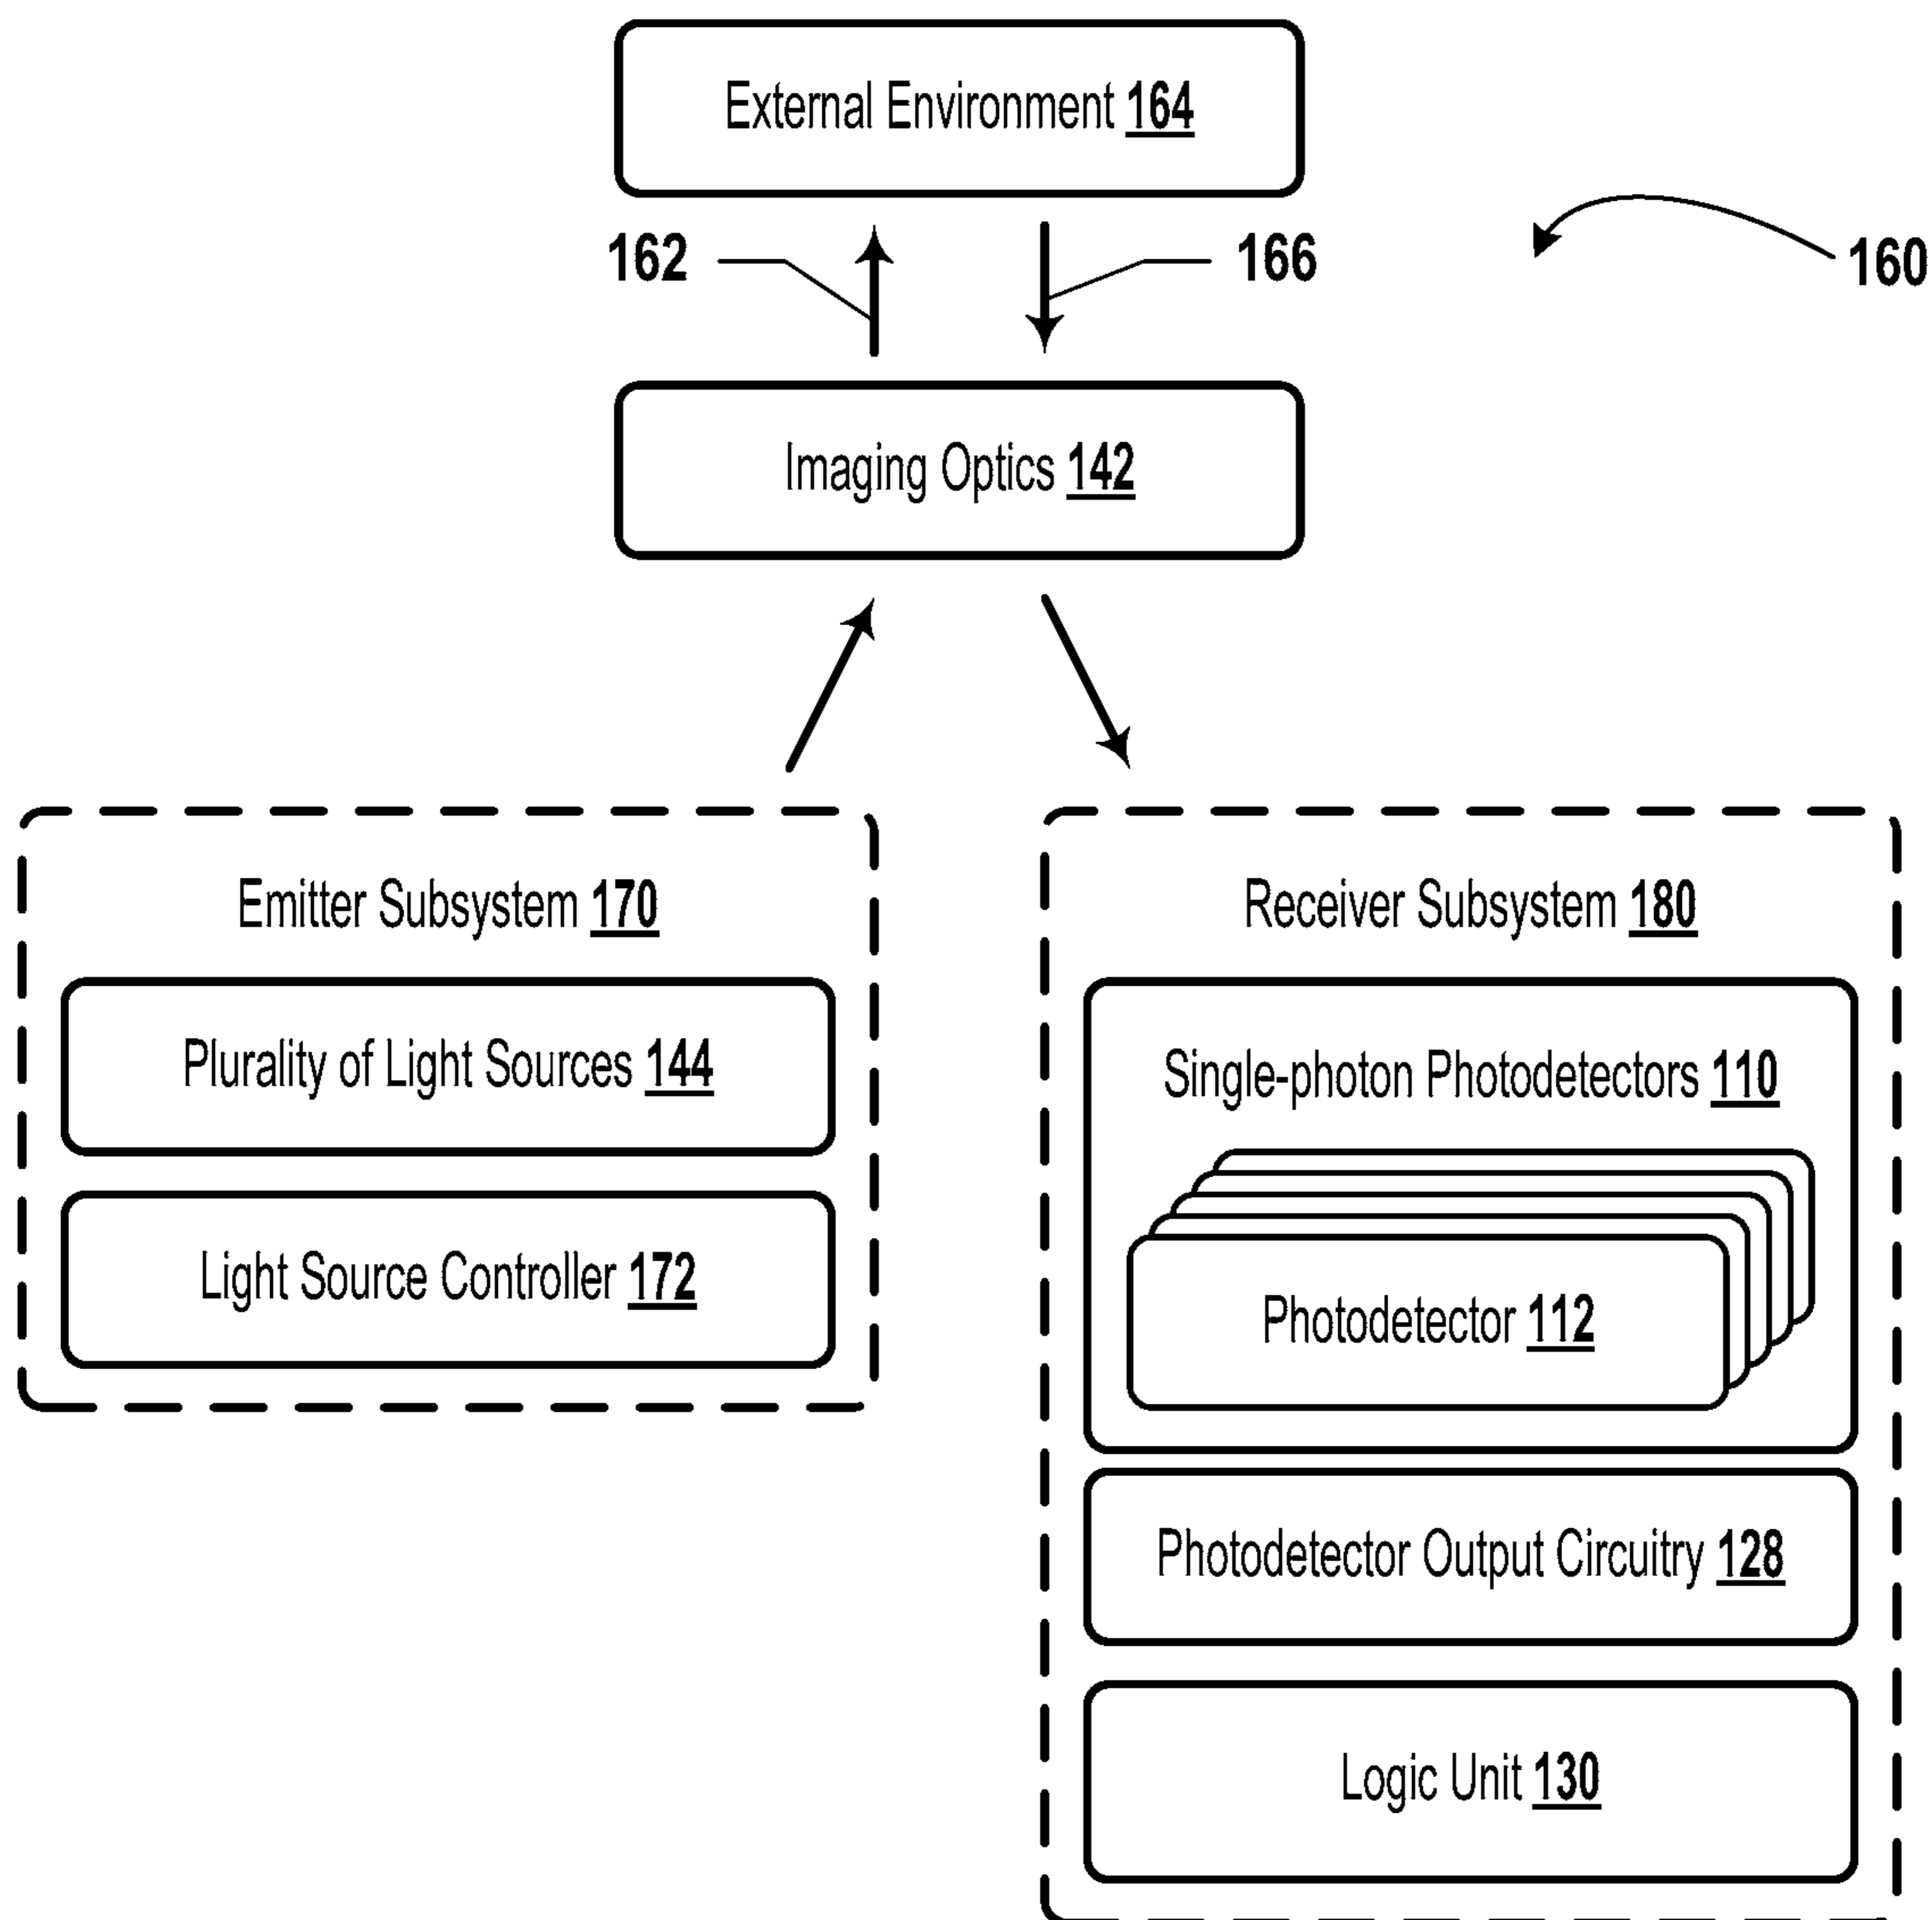 External Environment 164
162
166
160
Imaging Optics 142
Emitter Subsystem 170
Plurality of Light Sources 144
Light Source Controller 172
Receiver Subsystem 180
Single-photon Photodetectors 110
Photodetector 112
Photodetector Output Circuitry 128
Logic Unit 130